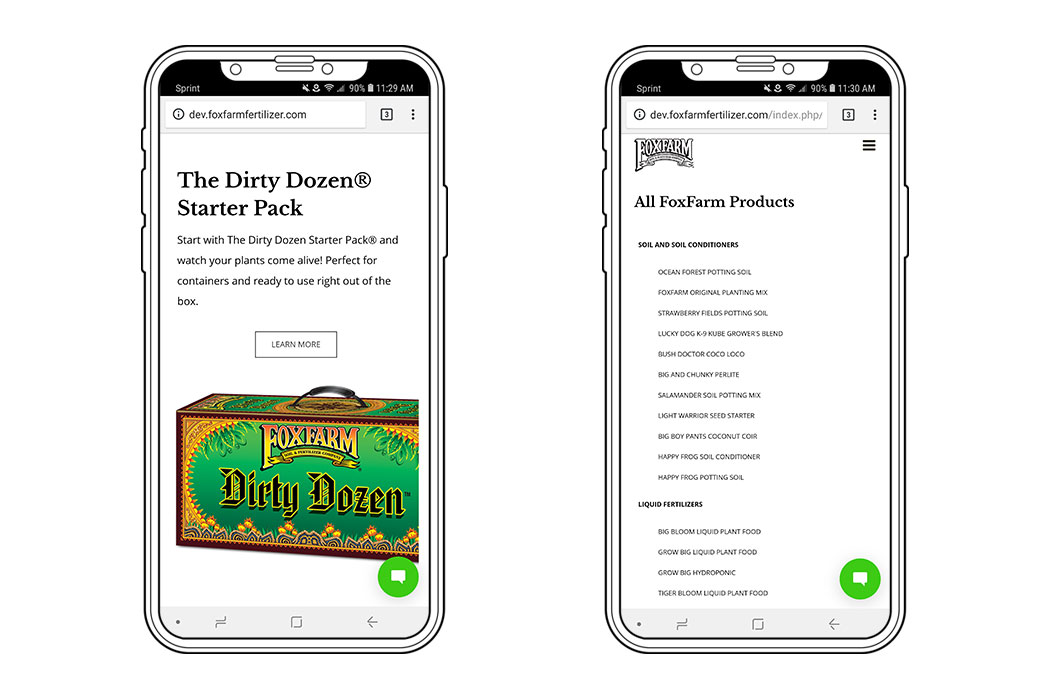 Sprint 90% 11:29 AM
dev.foxfarmfertilizer.com 3
The Dirty Dozen®
Starter Pack
Start with The Dirty Dozen Starter Pack® and
watch your plants come alive! Perfect for
containers and ready to use right out of the
box.
LEARN MORE
FOXFARM
SOIL & FERTILIZER COMPANY
Dirty Dozen™
Sprint 90% 11:30 AM
dev.foxfarmfertilizer.com/index.php/ 3
FOXFARM
All FoxFarm Products
SOIL AND SOIL CONDITIONERS
OCEAN FOREST POTTING SOIL
FOXFARM ORIGINAL PLANTING MIX
STRAWBERRY FIELDS POTTING SOIL
LUCKY DOG K-9 KUBE GROWER'S BLEND
BUSH DOCTOR COCO LOCO
BIG AND CHUNKY PERLITE
SALAMANDER SOIL POTTING MIX
LIGHT WARRIOR SEED STARTER
BIG BOY PANTS COCONUT COIR
HAPPY FROG SOIL CONDITIONER
HAPPY FROG POTTING SOIL
LIQUID FERTILIZERS
BIG BLOOM LIQUID PLANT FOOD
GROW BIG LIQUID PLANT FOOD
GROW BIG HYDROPONIC
TIGER BLOOM LIQUID PLANT FOOD